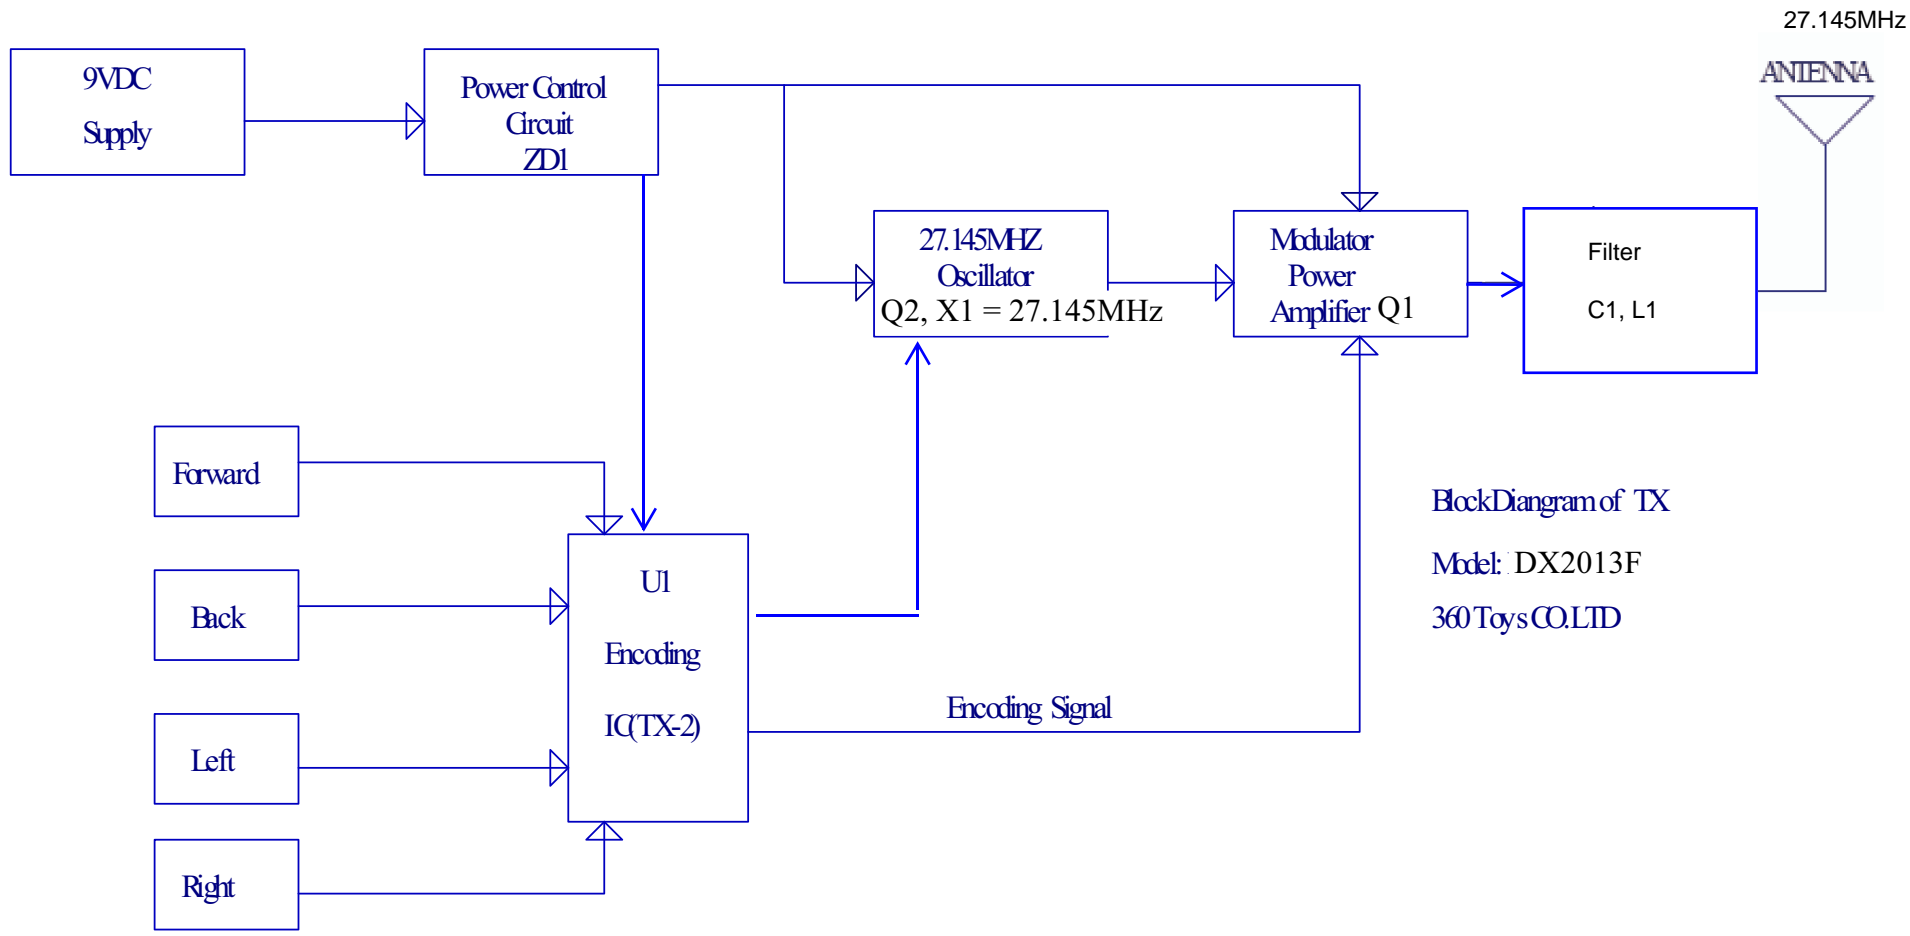 27.145MHz
ANTENNA
9VDC
Supply
Power Control
Circuit
ZD1
27.145MHZ
Oscillator
Q2, X1 = 27.145MHz
Modulator
Power
Amplifier Q1
Filter
C1, L1
Forward
Back
Left
Right
U1
Encoding
IC(TX-2)
Encoding Signal
Block Diangram of TX
Model: DX2013F
360 Toys CO.LTD